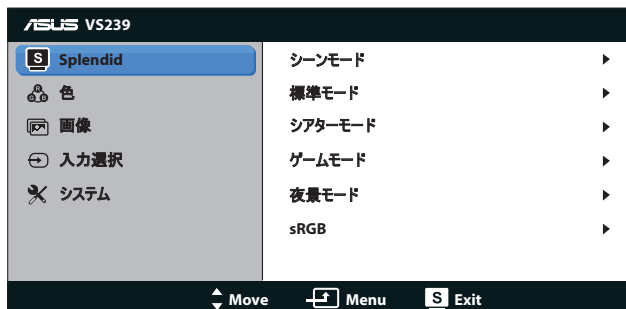 ASUS VS239
S Splendid
色
画像
入力選択
システム
シーンモード
標準モード
シアターモード
ゲームモード
夜景モード
sRGB
Move Menu S Exit